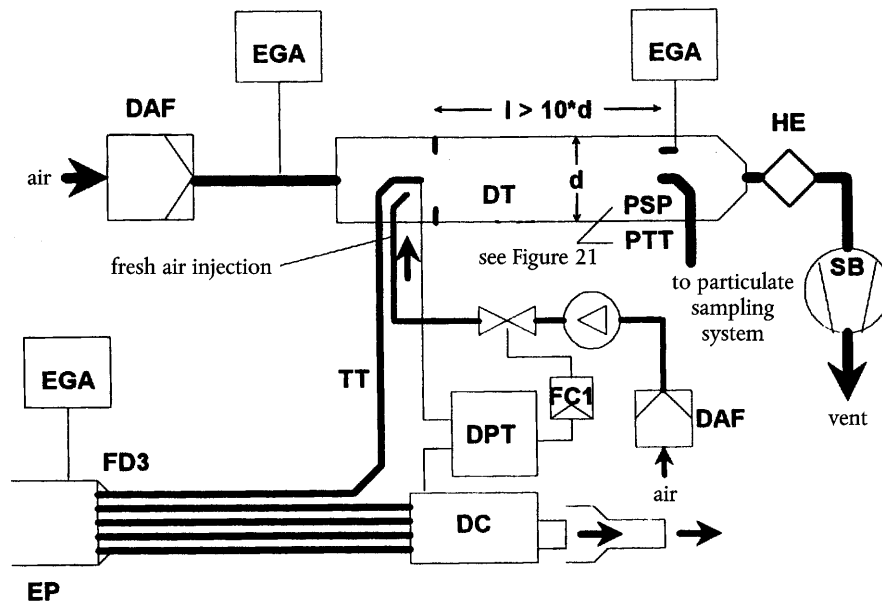 EGA
EGA
DAF
l > 10*d
HE
air
d
DT
PSP
PTT
fresh air injection
see Figure 21
to particulate
sampling
system
SB
EGA
TT
FC1
DPT
DAF
vent
FD3
air
DC
EP